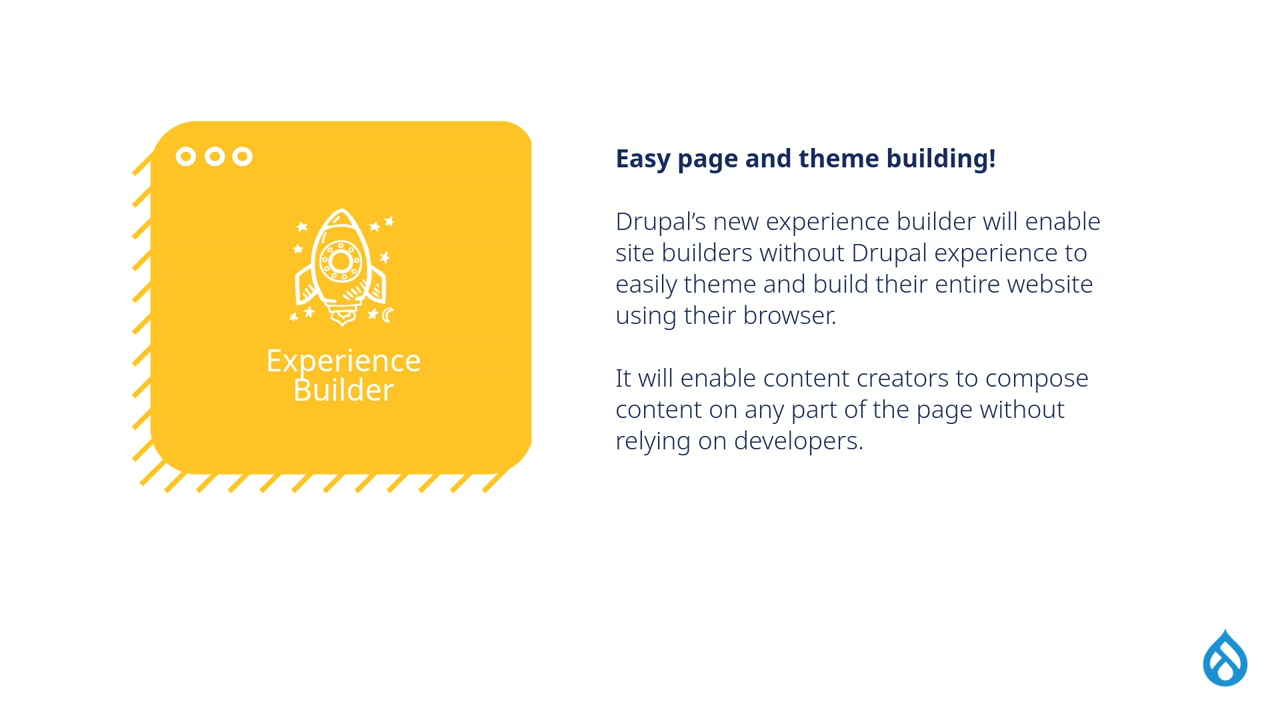 Experience
Builder
Easy page and theme building!
Drupal’s new experience builder will enable
site builders without Drupal experience to
easily theme and build their entire website
using their browser.
It will enable content creators to compose
content on any part of the page without
relying on developers.